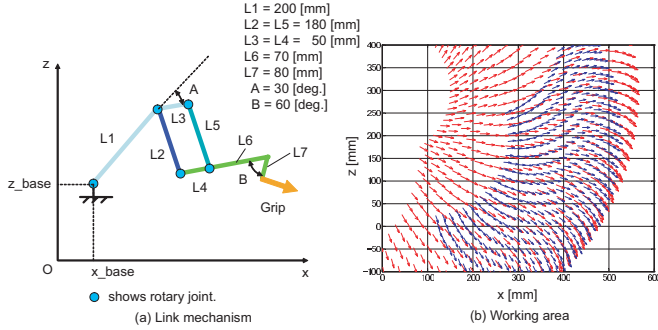 L1 = 200 [mm]
L2 = L5 = 180 [mm]
L3 = L4 = 50 [mm]
L6 = 70 [mm]
L7 = 80 [mm]
A = 30 [deg.]
B = 60 [deg.]
z
A
L3
L1
L5
L2
L6
L7
L4
B
z_base
Grip
O
x_base
x
shows rotary joint.
(a) Link mechanism
400
350
300
250
200
150
100
50
0
-50
-100
z [mm]
0 100 200 300 400 500 600
x [mm]
(b) Working area